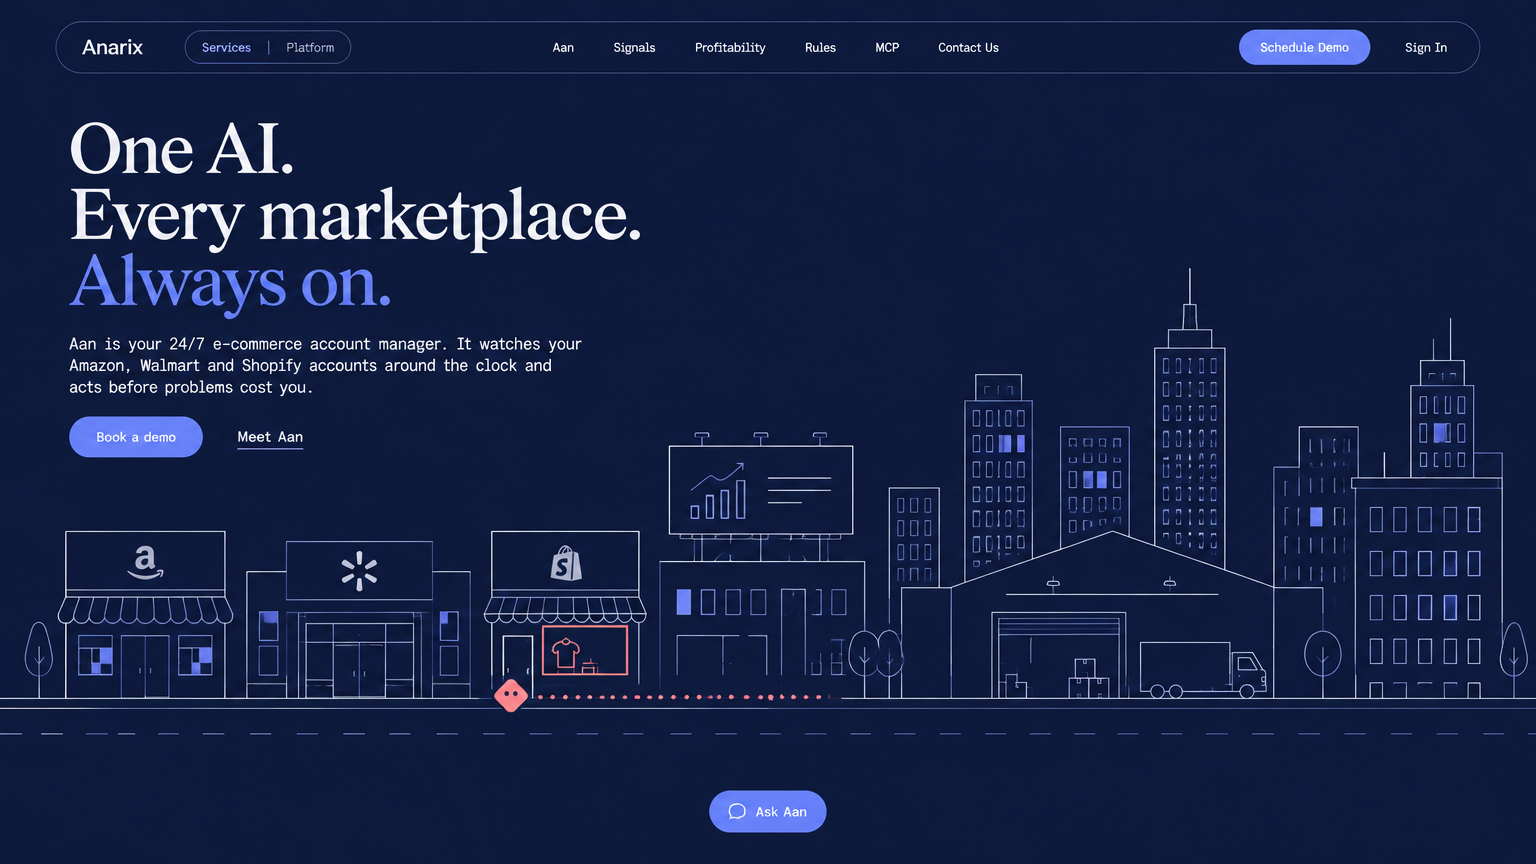 Anarix
Services | Platform
Aan
Signals
Profitability
Rules
MCP
Contact Us
Schedule Demo
Sign In
One AI.
Every marketplace.
Always on.
Aan is your 24/7 e-commerce account manager. It watches your
Amazon, Walmart and Shopify accounts around the clock and
acts before problems cost you.
Book a demo
Meet Aan
a
S
Ask Aan